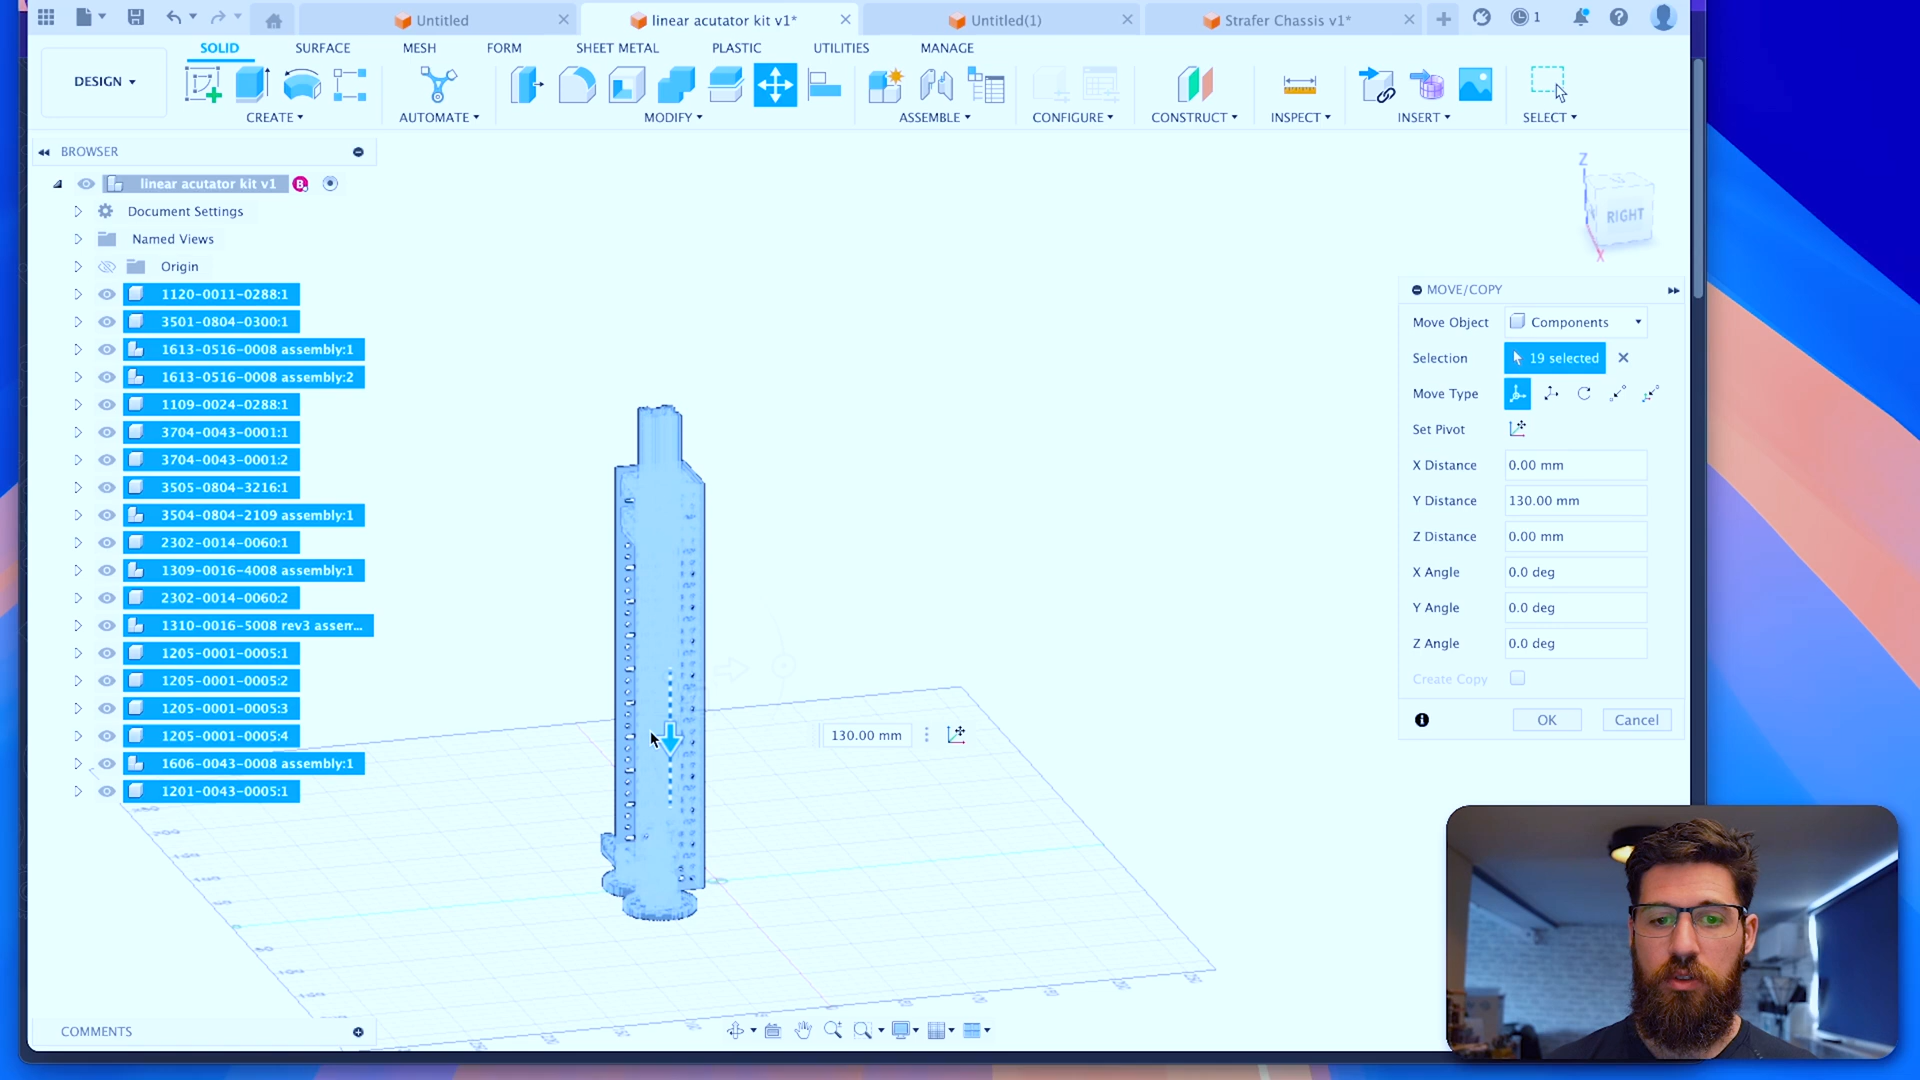 Untitled
linear acutator kit v1*
Untitled(1)
Strafer Chassis v1*
1
DESIGN
SOLID
SURFACE
MESH
FORM
SHEET METAL
PLASTIC
UTILITIES
MANAGE
CREATE
AUTOMATE
MODIFY
ASSEMBLE
CONFIGURE
CONSTRUCT
INSPECT
INSERT
SELECT
BROWSER
linear acutator kit v1
B
Document Settings
Named Views
Origin
1120-0011-0288:1
3501-0804-0300:1
1613-0516-0008 assembly:1
1613-0516-0008 assembly:2
1109-0024-0288:1
3704-0043-0001:1
3704-0043-0001:2
3505-0804-3216:1
3504-0804-2109 assembly:1
2302-0014-0060:1
1309-0016-4008 assembly:1
2302-0014-0060:2
1310-0016-5008 rev3 assem...
1205-0001-0005:1
1205-0001-0005:2
1205-0001-0005:3
1205-0001-0005:4
1606-0043-0008 assembly:1
1201-0043-0005:1
COMMENTS
130.00 mm
Z
RIGHT
X
MOVE/COPY
Move Object
Components
Selection
19 selected
Move Type
Set Pivot
X Distance
0.00 mm
Y Distance
130.00 mm
Z Distance
0.00 mm
X Angle
0.0 deg
Y Angle
0.0 deg
Z Angle
0.0 deg
Create Copy
OK
Cancel